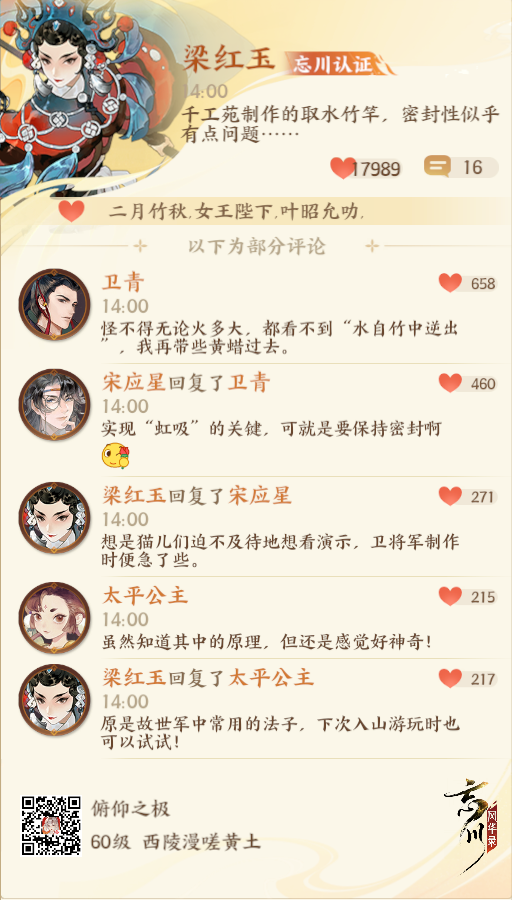 梁红玉 忘川认证
14:00
千工苑制作的取水竹竿，密封性似乎
有点问题……
17989 16
二月竹秋,女王陛下,叶昭允叻,
以下为部分评论
卫青 658
14:00
怪不得无论火多大，都看不到“水自竹中逆出
”，我再带些黄蜡过去。
宋应星回复了卫青 460
14:00
实现“虹吸”的关键，可就是要保持密封啊
梁红玉回复了宋应星 271
14:00
想是猫儿们迫不及待地想看演示，卫将军制作
时便急了些。
太平公主 215
14:00
虽然知道其中的原理，但还是感觉好神奇！
梁红玉回复了太平公主 217
14:00
原是故世军中常用的法子，下次入山游玩时也
可以试试！
俯仰之极
60级 西陵漫嗟黄土
忘川
风华录